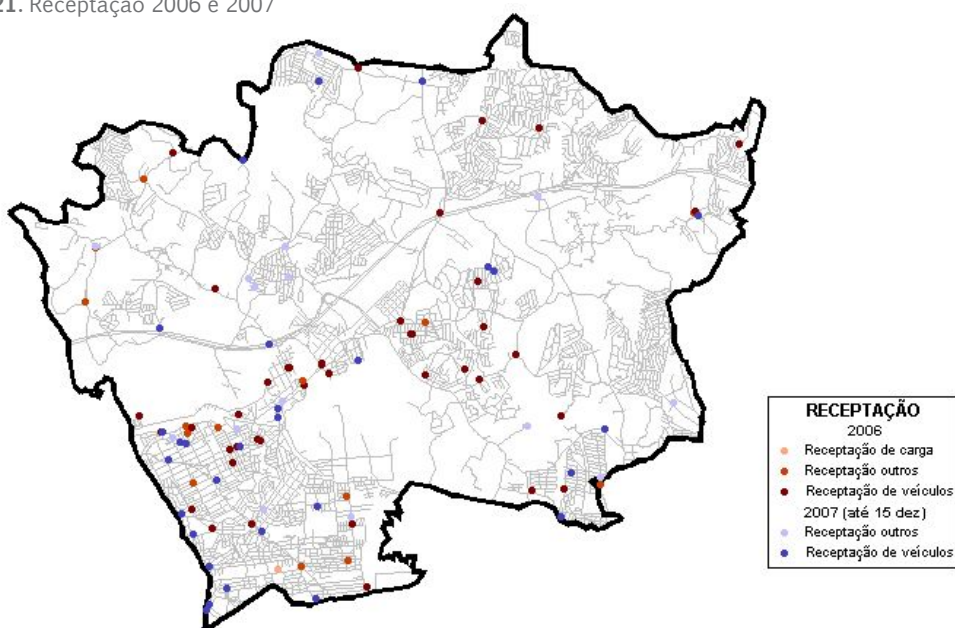 21. Receptação 2006 e 2007
RECEPTAÇÃO
2006
Receptação de carga
Receptação outros
Receptação de veículos
2007 (até 15 dez)
Receptação outros
Receptação de veículos